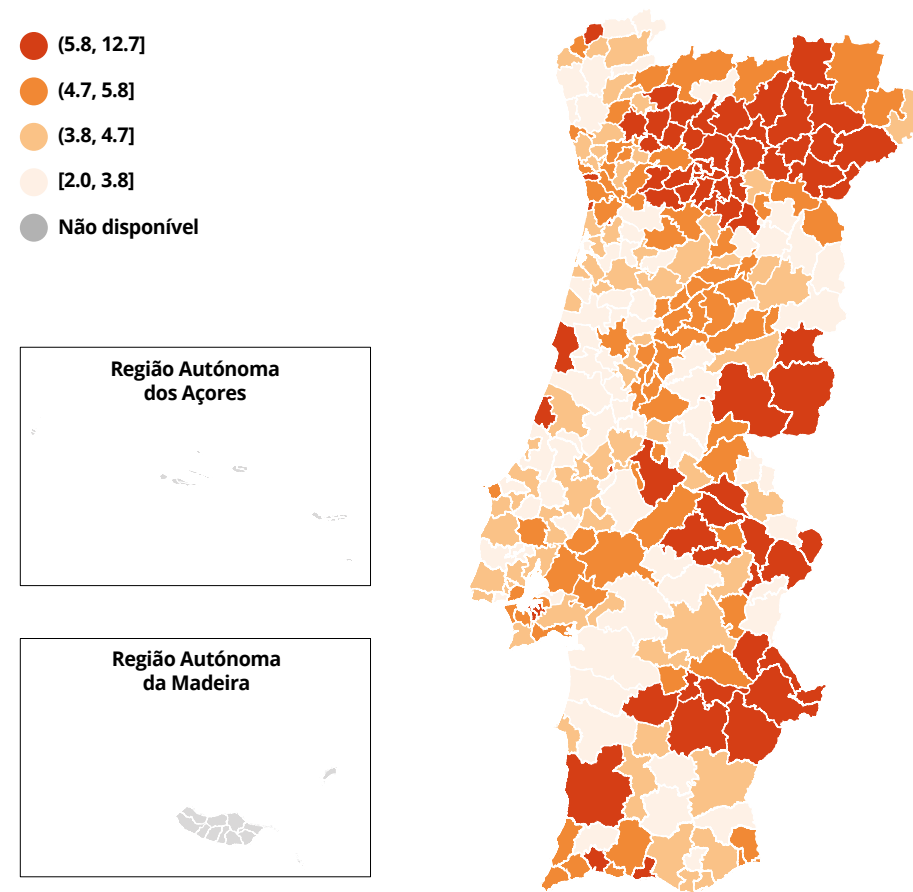 (5.8, 12.7]
(4.7, 5.8]
(3.8, 4.7]
[2.0, 3.8]
Não disponível
Região Autónoma
dos Açores
Região Autónoma
da Madeira